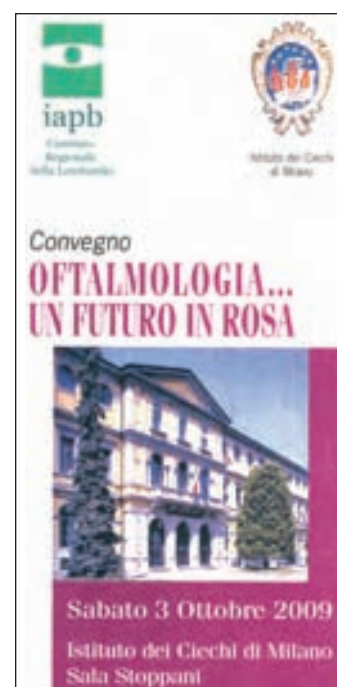 iapb
Comitato
Regionale
della Lombardia
Istituto dei Ciechi
di Milano
Convegno
OFTALMOLOGIA...
UN FUTURO IN ROSA
Sabato 3 Ottobre 2009
Istituto dei Ciechi di Milano
Sala Stoppani